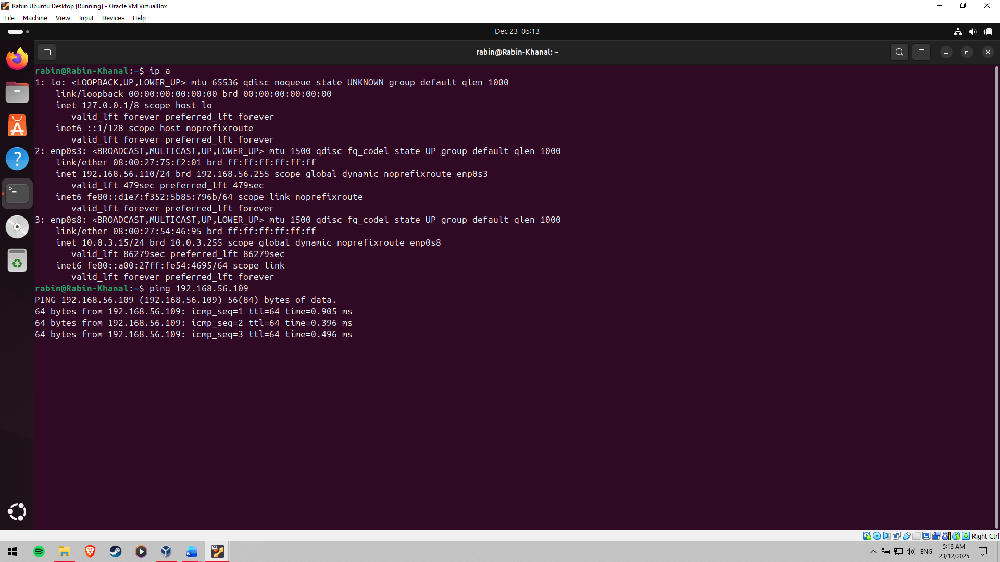 Rabin Ubuntu Desktop [Running] - Oracle VM VirtualBox
File Machine View Input Devices Help
Dec 23 05:13
rabin@Rabin-Khanal: ~
rabin@Rabin-Khanal:~$ ip a
1: lo: <LOOPBACK,UP,LOWER_UP> mtu 65536 qdisc noqueue state UNKNOWN group default qlen 1000
    link/loopback 00:00:00:00:00:00 brd 00:00:00:00:00:00
    inet 127.0.0.1/8 scope host lo
       valid_lft forever preferred_lft forever
    inet6 ::1/128 scope host noprefixroute
       valid_lft forever preferred_lft forever
2: enp0s3: <BROADCAST,MULTICAST,UP,LOWER_UP> mtu 1500 qdisc fq_codel state UP group default qlen 1000
    link/ether 08:00:27:75:f2:01 brd ff:ff:ff:ff:ff:ff
    inet 192.168.56.110/24 brd 192.168.56.255 scope global dynamic noprefixroute enp0s3
       valid_lft 479sec preferred_lft 479sec
    inet6 fe80::d1e7:f352:5b85:796b/64 scope link noprefixroute
       valid_lft forever preferred_lft forever
3: enp0s8: <BROADCAST,MULTICAST,UP,LOWER_UP> mtu 1500 qdisc fq_codel state UP group default qlen 1000
    link/ether 08:00:27:54:46:95 brd ff:ff:ff:ff:ff:ff
    inet 10.0.3.15/24 brd 10.0.3.255 scope global dynamic noprefixroute enp0s8
       valid_lft 86279sec preferred_lft 86279sec
    inet6 fe80::a00:27ff:fe54:4695/64 scope link
       valid_lft forever preferred_lft forever
rabin@Rabin-Khanal:~$ ping 192.168.56.109
PING 192.168.56.109 (192.168.56.109) 56(84) bytes of data.
64 bytes from 192.168.56.109: icmp_seq=1 ttl=64 time=0.905 ms
64 bytes from 192.168.56.109: icmp_seq=2 ttl=64 time=0.396 ms
64 bytes from 192.168.56.109: icmp_seq=3 ttl=64 time=0.496 ms
Right Ctrl
ENG
5:13 AM
23/12/2025